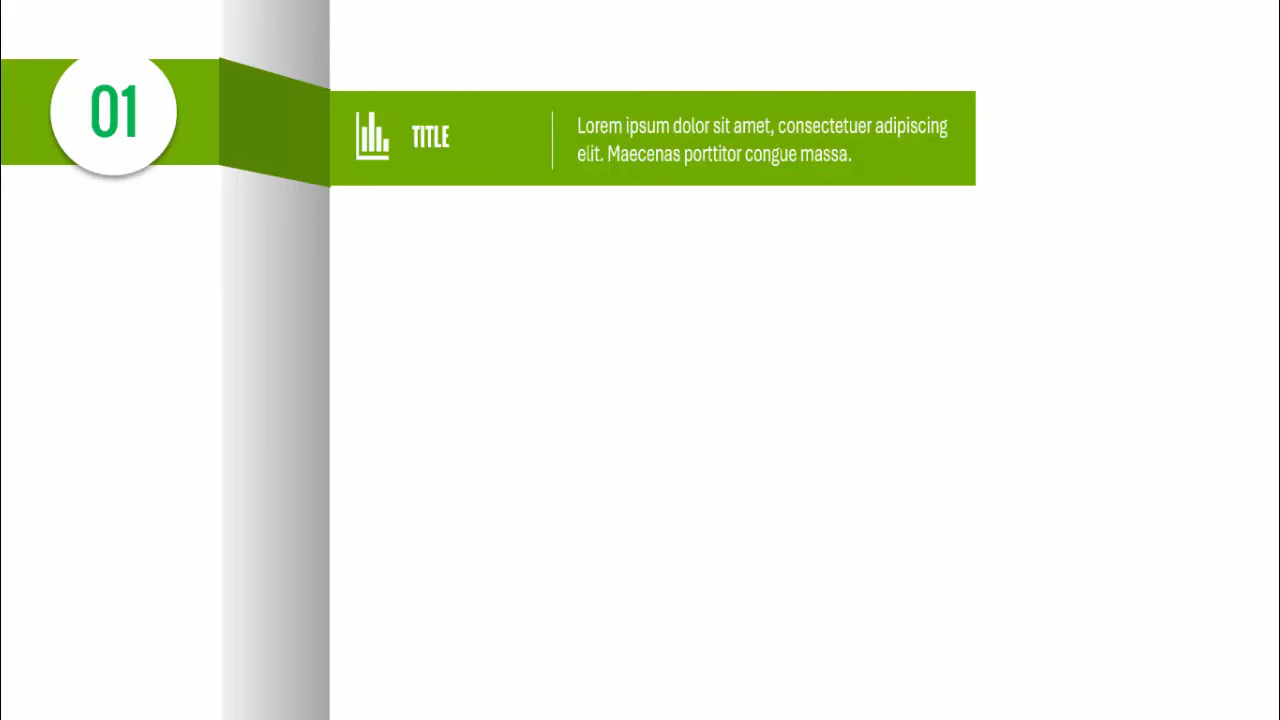 01
TITLE
Lorem ipsum dolor sit amet, consectetuer adipiscing
elit. Maecenas porttitor congue massa.